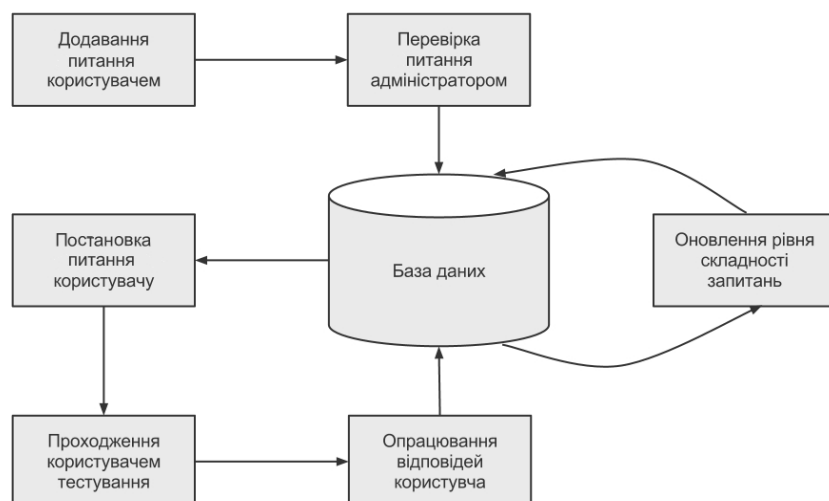 Додавання
питання
користувачем
Перевірка
питання
адміністратором
Постановка
питання
користувачу
База даних
Оновлення рівня
складності
запитань
Проходження
користувачем
тестування
Опрацювання
відповідей
користувча